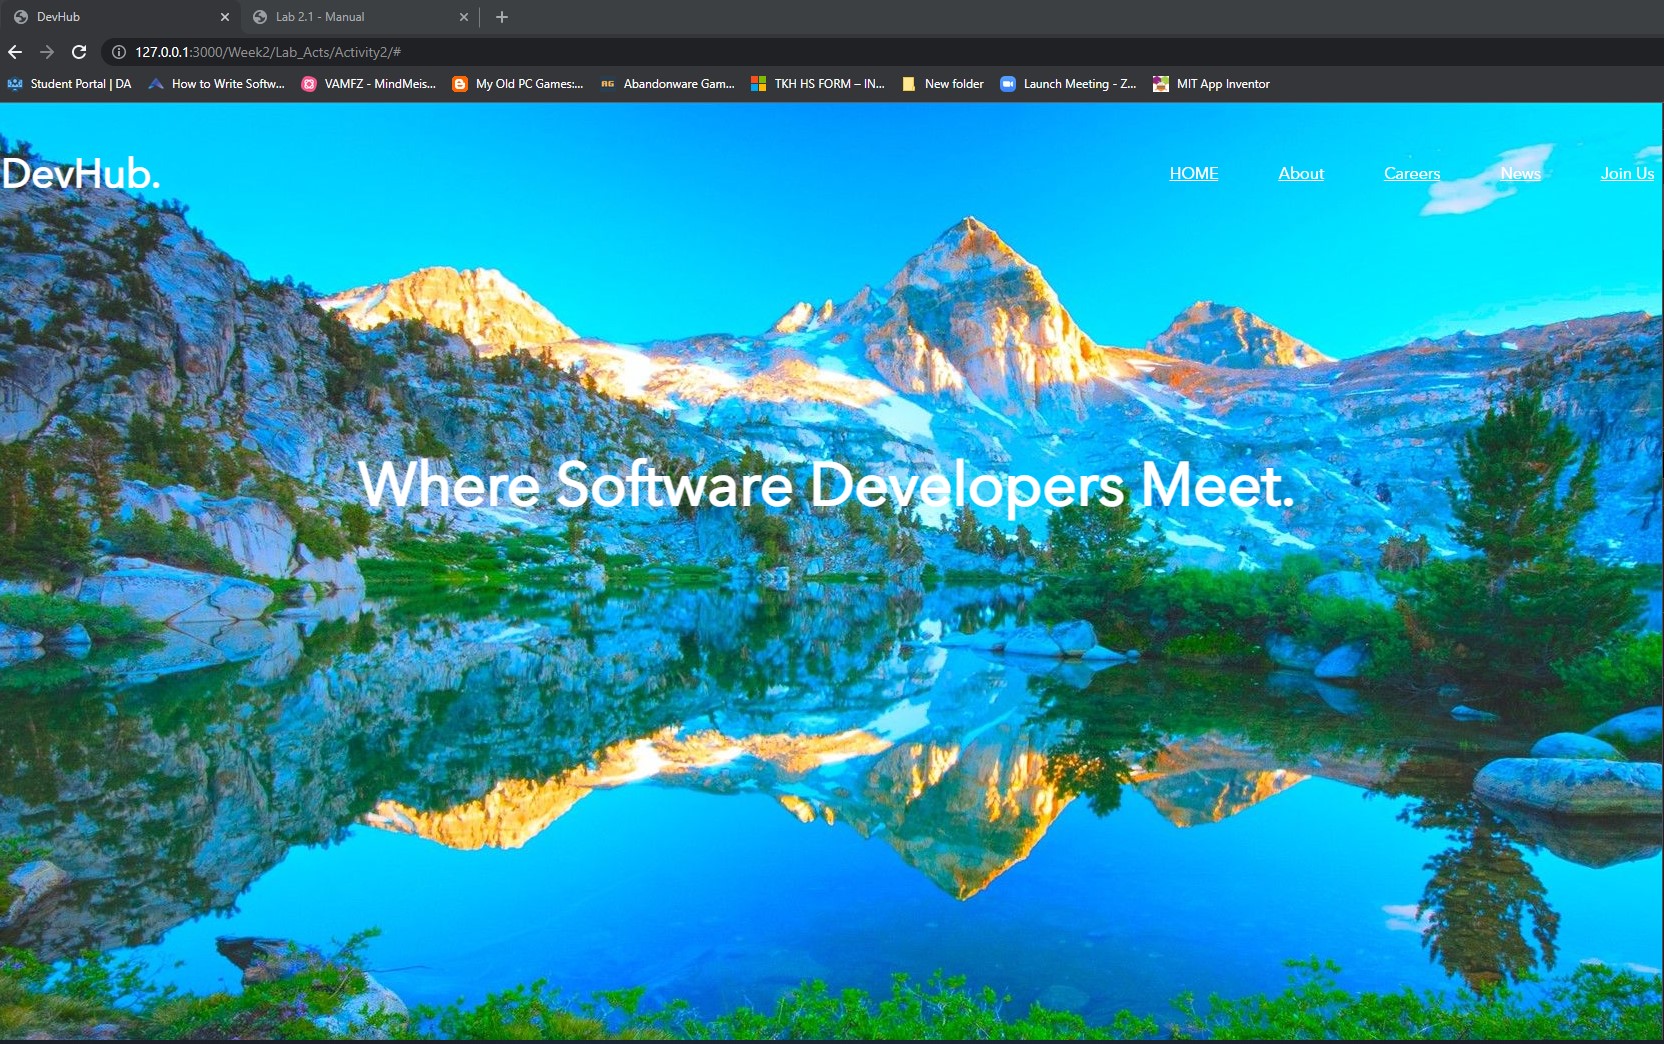 DevHub
Lab 2.1 - Manual
127.0.0.1:3000/Week2/Lab_Acts/Activity2/#
Student Portal | DA
How to Write Softw...
VAMFZ - MindMeis...
My Old PC Games:...
AG
Abandonware Gam...
TKH HS FORM – IN...
New folder
Launch Meeting - Z...
MIT App Inventor
DevHub.
HOME
About
Careers
News
Join Us
Where Software Developers Meet.